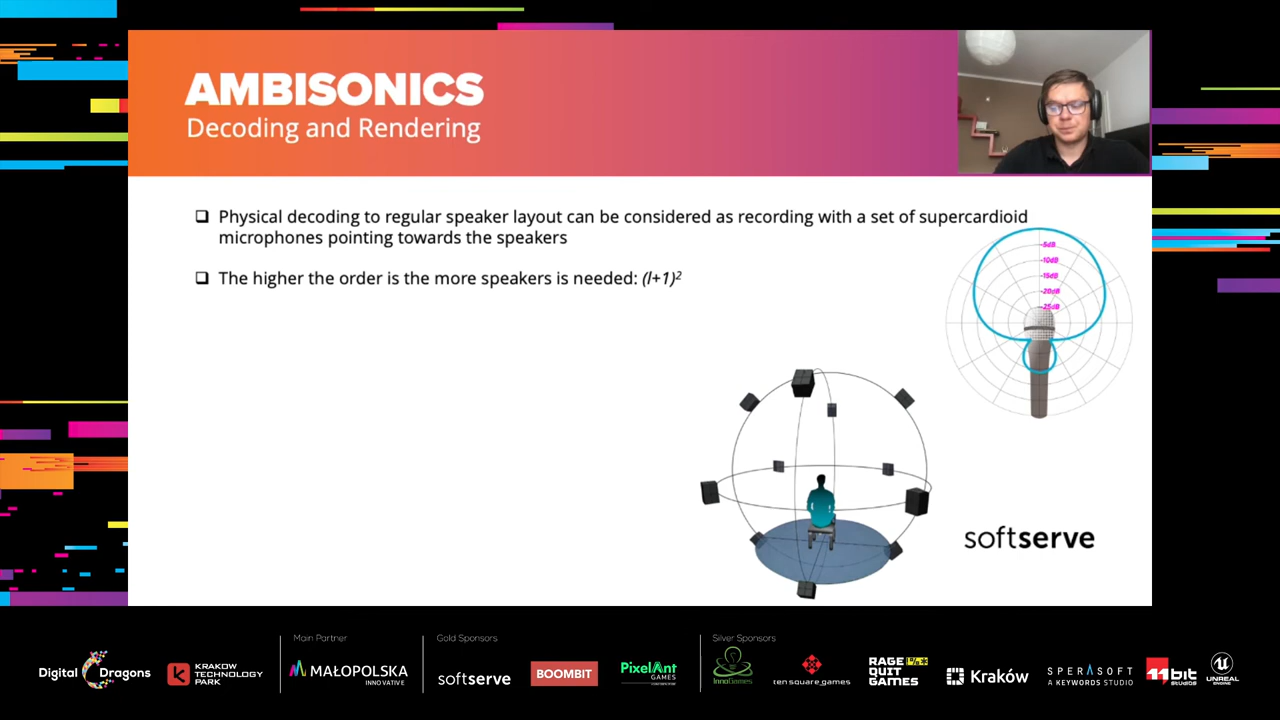 AMBISONICS
Decoding and Rendering
❑ Physical decoding to regular speaker layout can be considered as recording with a set of supercardioid
microphones pointing towards the speakers
❑ The higher the order is the more speakers is needed: (l+1)²
-5dB
-10dB
-15dB
-20dB
-25dB
softserve
Main Partner
Gold Sponsors
Silver Sponsors
Digital Dragons
KRAKOW
TECHNOLOGY
PARK
MAŁOPOLSKA
INNOVATIVE
softserve
BOOMBIT
PixelAnt
GAMES
InnoGames
ten square games
RAGE
QUIT
GAMES
Kraków
SPERASOFT
A KEYWORDS STUDIO
11bit
STUDIOS
UNREAL
ENGINE